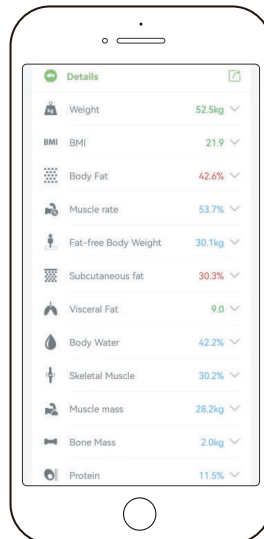 Details
Weight 52.5kg
BMI BMI 21.9
Body Fat 42.6%
Muscle rate 53.7%
Fat-free Body Weight 30.1kg
Subcutaneous fat 30.3%
Visceral Fat 9.0
Body Water 42.2%
Skeletal Muscle 30.2%
Muscle mass 28.2kg
Bone Mass 2.0kg
Protein 11.5%